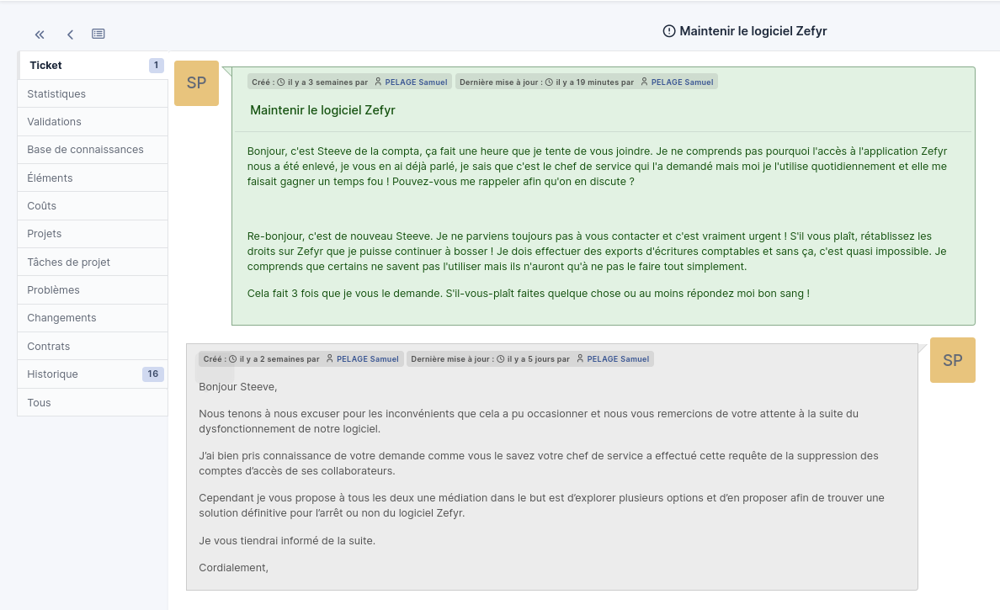 Maintenir le logiciel Zefyr
Ticket 1
Statistiques
Validations
Base de connaissances
Éléments
Coûts
Projets
Tâches de projet
Problèmes
Changements
Contrats
Historique 16
Tous
SP
Créé : il y a 3 semaines par PELAGE Samuel Dernière mise à jour : il y a 19 minutes par PELAGE Samuel
Maintenir le logiciel Zefyr
Bonjour, c'est Steeve de la compta, ça fait une heure que je tente de vous joindre. Je ne comprends pas pourquoi l'accès à l'application Zefyr
nous a été enlevé, je vous en ai déjà parlé, je sais que c'est le chef de service qui l'a demandé mais moi je l'utilise quotidiennement et elle me
faisait gagner un temps fou ! Pouvez-vous me rappeler afin qu'on en discute ?
Re-bonjour, c'est de nouveau Steeve. Je ne parviens toujours pas à vous contacter et c'est vraiment urgent ! S'il vous plaît, rétablissez les
droits sur Zefyr que je puisse continuer à bosser ! Je dois effectuer des exports d'écritures comptables et sans ça, c'est quasi impossible. Je
comprends que certains ne savent pas l'utiliser mais ils n'auront qu'à ne pas le faire tout simplement.
Cela fait 3 fois que je vous le demande. S'il-vous-plaît faites quelque chose ou au moins répondez moi bon sang !
SP
Créé : il y a 2 semaines par PELAGE Samuel Dernière mise à jour : il y a 5 jours par PELAGE Samuel
Bonjour Steeve,
Nous tenons à nous excuser pour les inconvénients que cela a pu occasionner et nous vous remercions de votre attente à la suite du
dysfonctionnement de notre logiciel.
J’ai bien pris connaissance de votre demande comme vous le savez votre chef de service a effectué cette requête de la suppression des
comptes d’accès de ses collaborateurs.
Cependant je vous propose à tous les deux une médiation dans le but est d’explorer plusieurs options et d’en proposer afin de trouver une
solution définitive pour l’arrêt ou non du logiciel Zefyr.
Je vous tiendrai informé de la suite.
Cordialement,